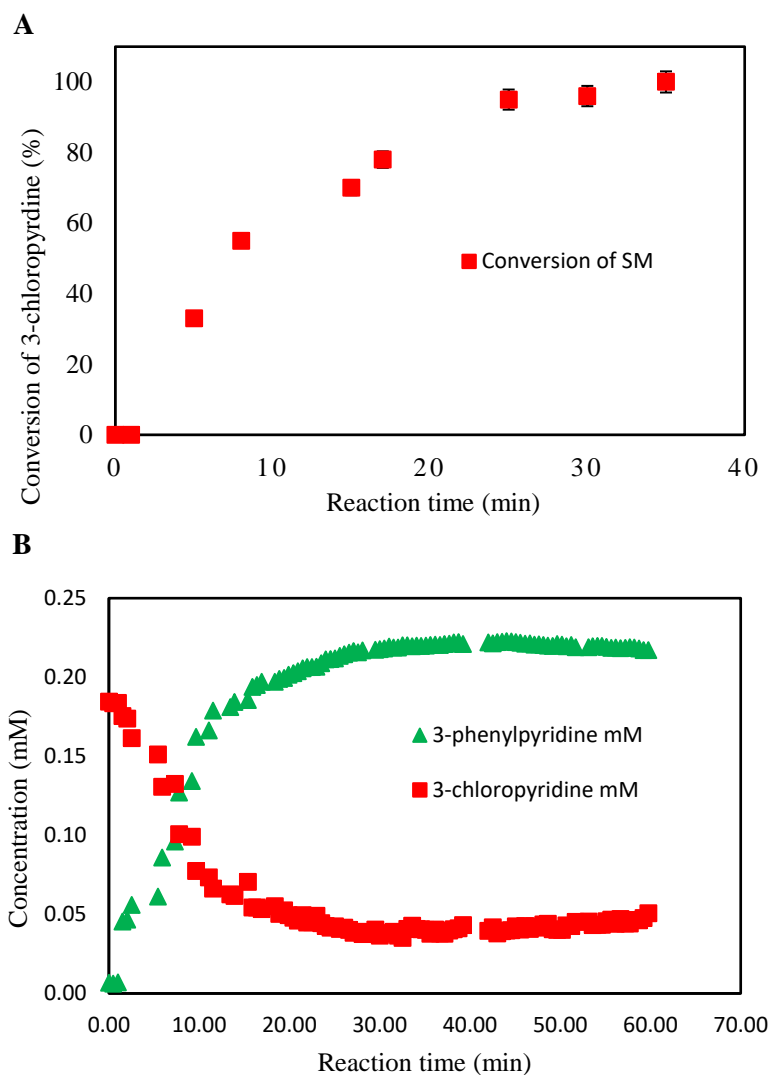 A
Conversion of 3-chloropyrdine (%)
100
80
60
40
20
0
Conversion of SM
0 10 20 30 40
Reaction time (min)
B
Concentration (mM)
0.25
0.20
0.15
0.10
0.05
0.00
3-phenylpyridine mM
3-chloropyridine mM
0.00 10.00 20.00 30.00 40.00 50.00 60.00 70.00
Reaction time (min)